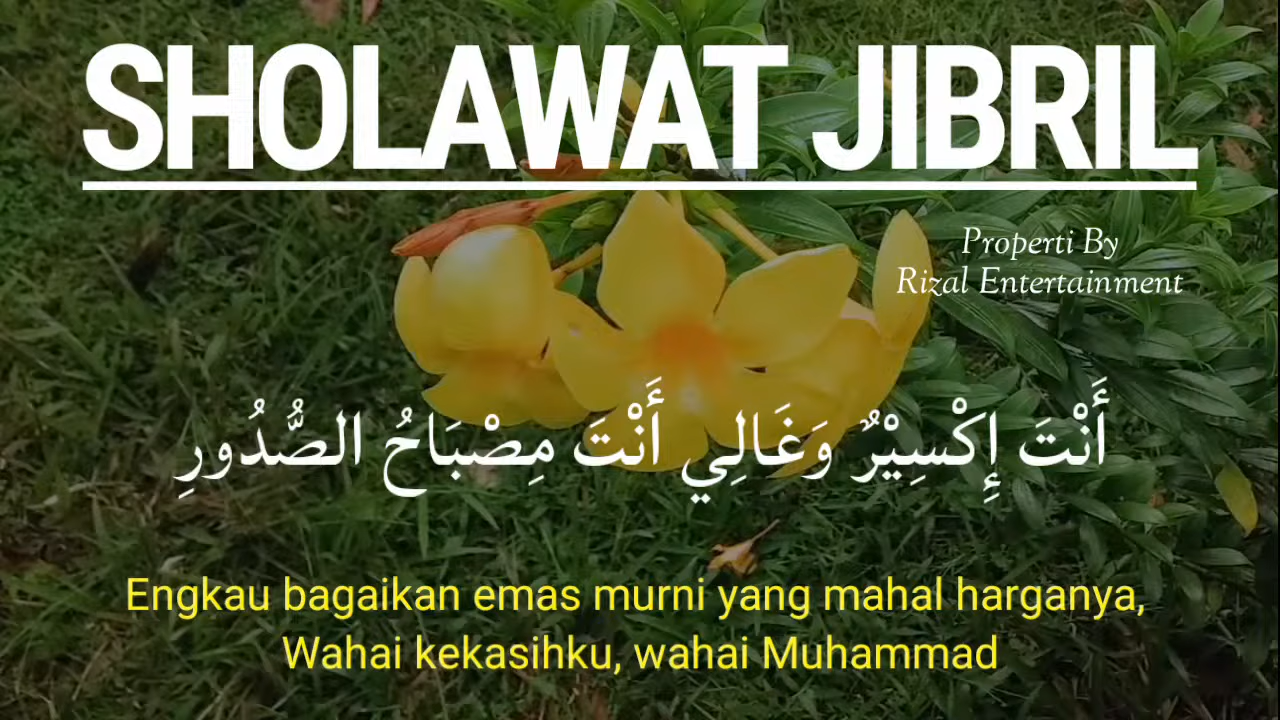 SHOLAWAT JIBRIL
Properti By
Rizal Entertainment
أَنْتَ إِكْسِيْرٌ وَغَالِي أَنْتَ مِصْبَاحُ الصُّدُورِ
Engkau bagaikan emas murni yang mahal harganya,
Wahai kekasihku, wahai Muhammad